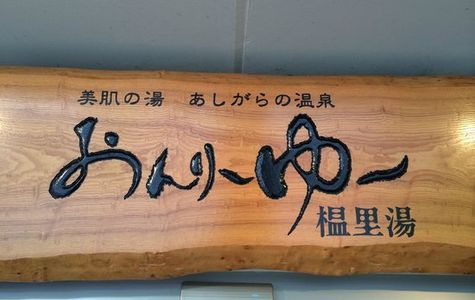 美肌の湯 あしがらの温泉
おんりーゆー
榲里湯